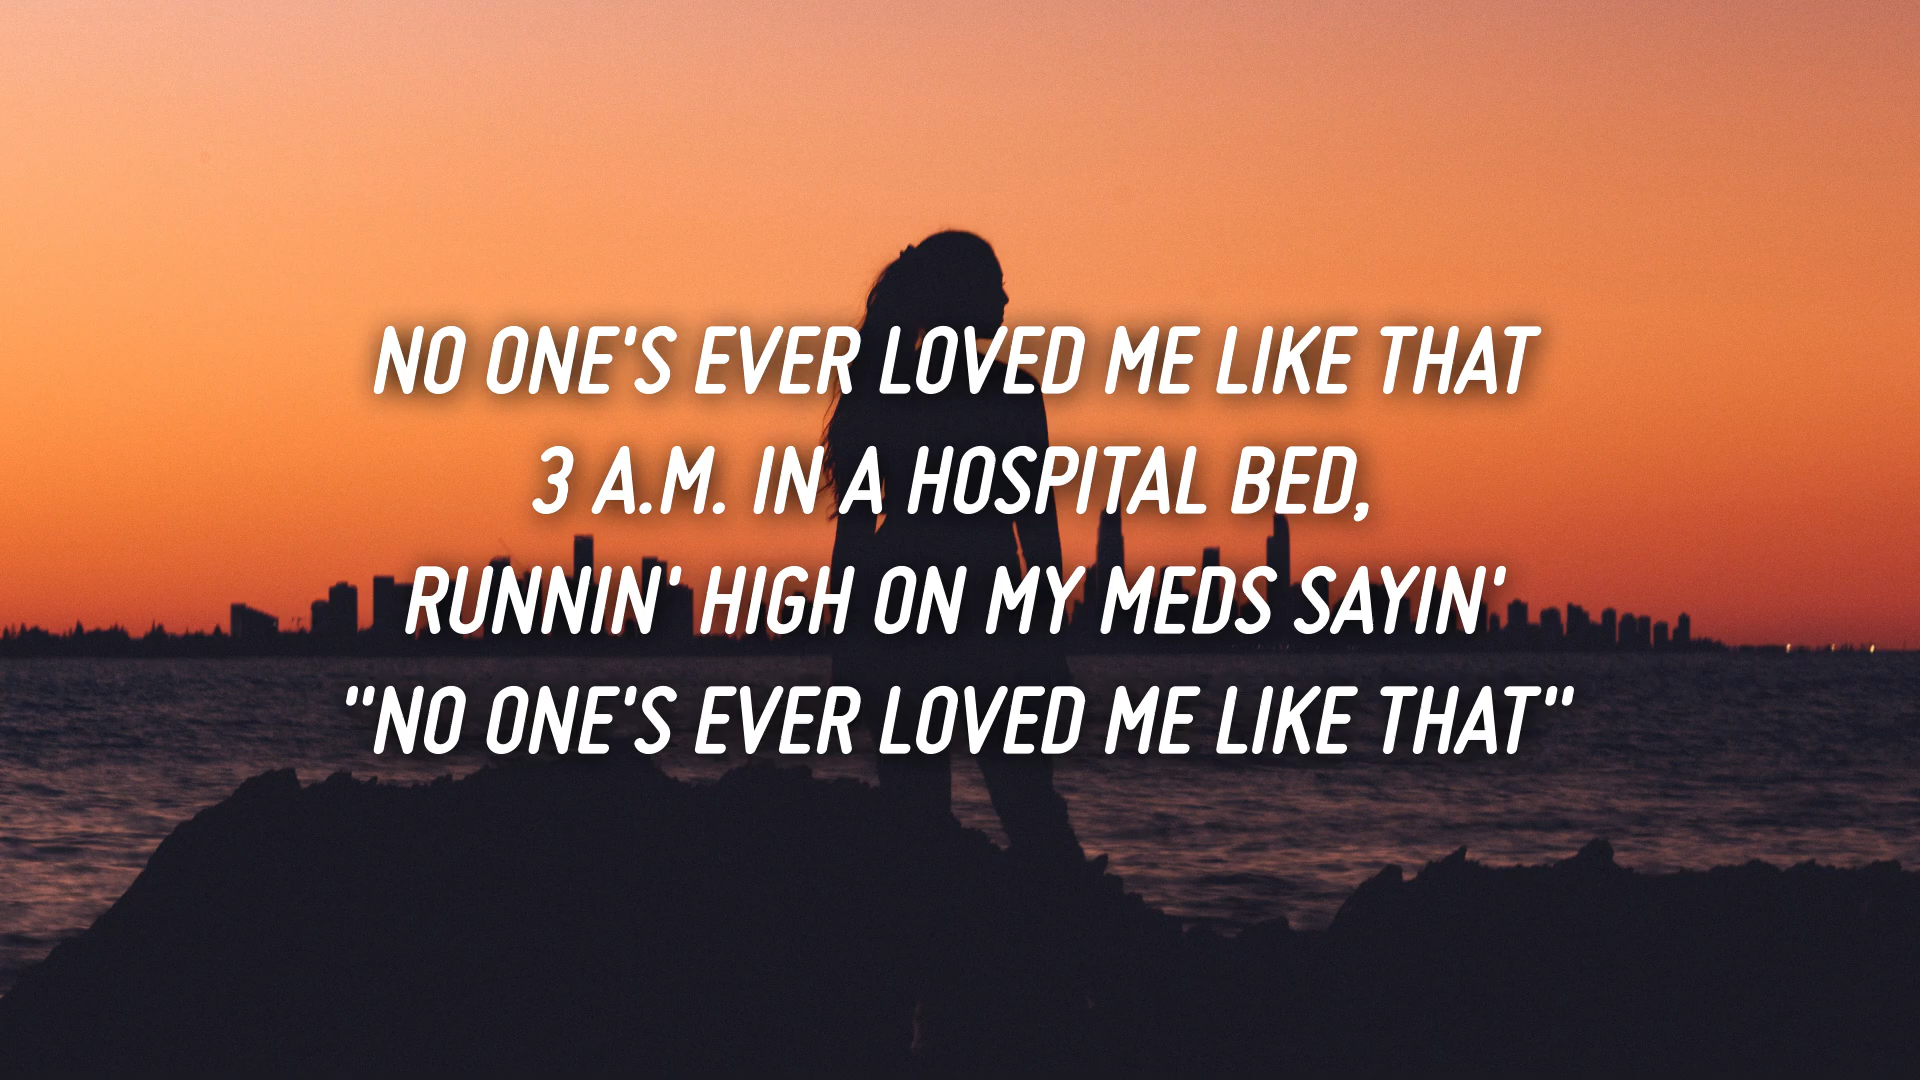 NO ONE'S EVER LOVED ME LIKE THAT
3 A.M. IN A HOSPITAL BED,
RUNNIN' HIGH ON MY MEDS SAYIN'
"NO ONE'S EVER LOVED ME LIKE THAT"